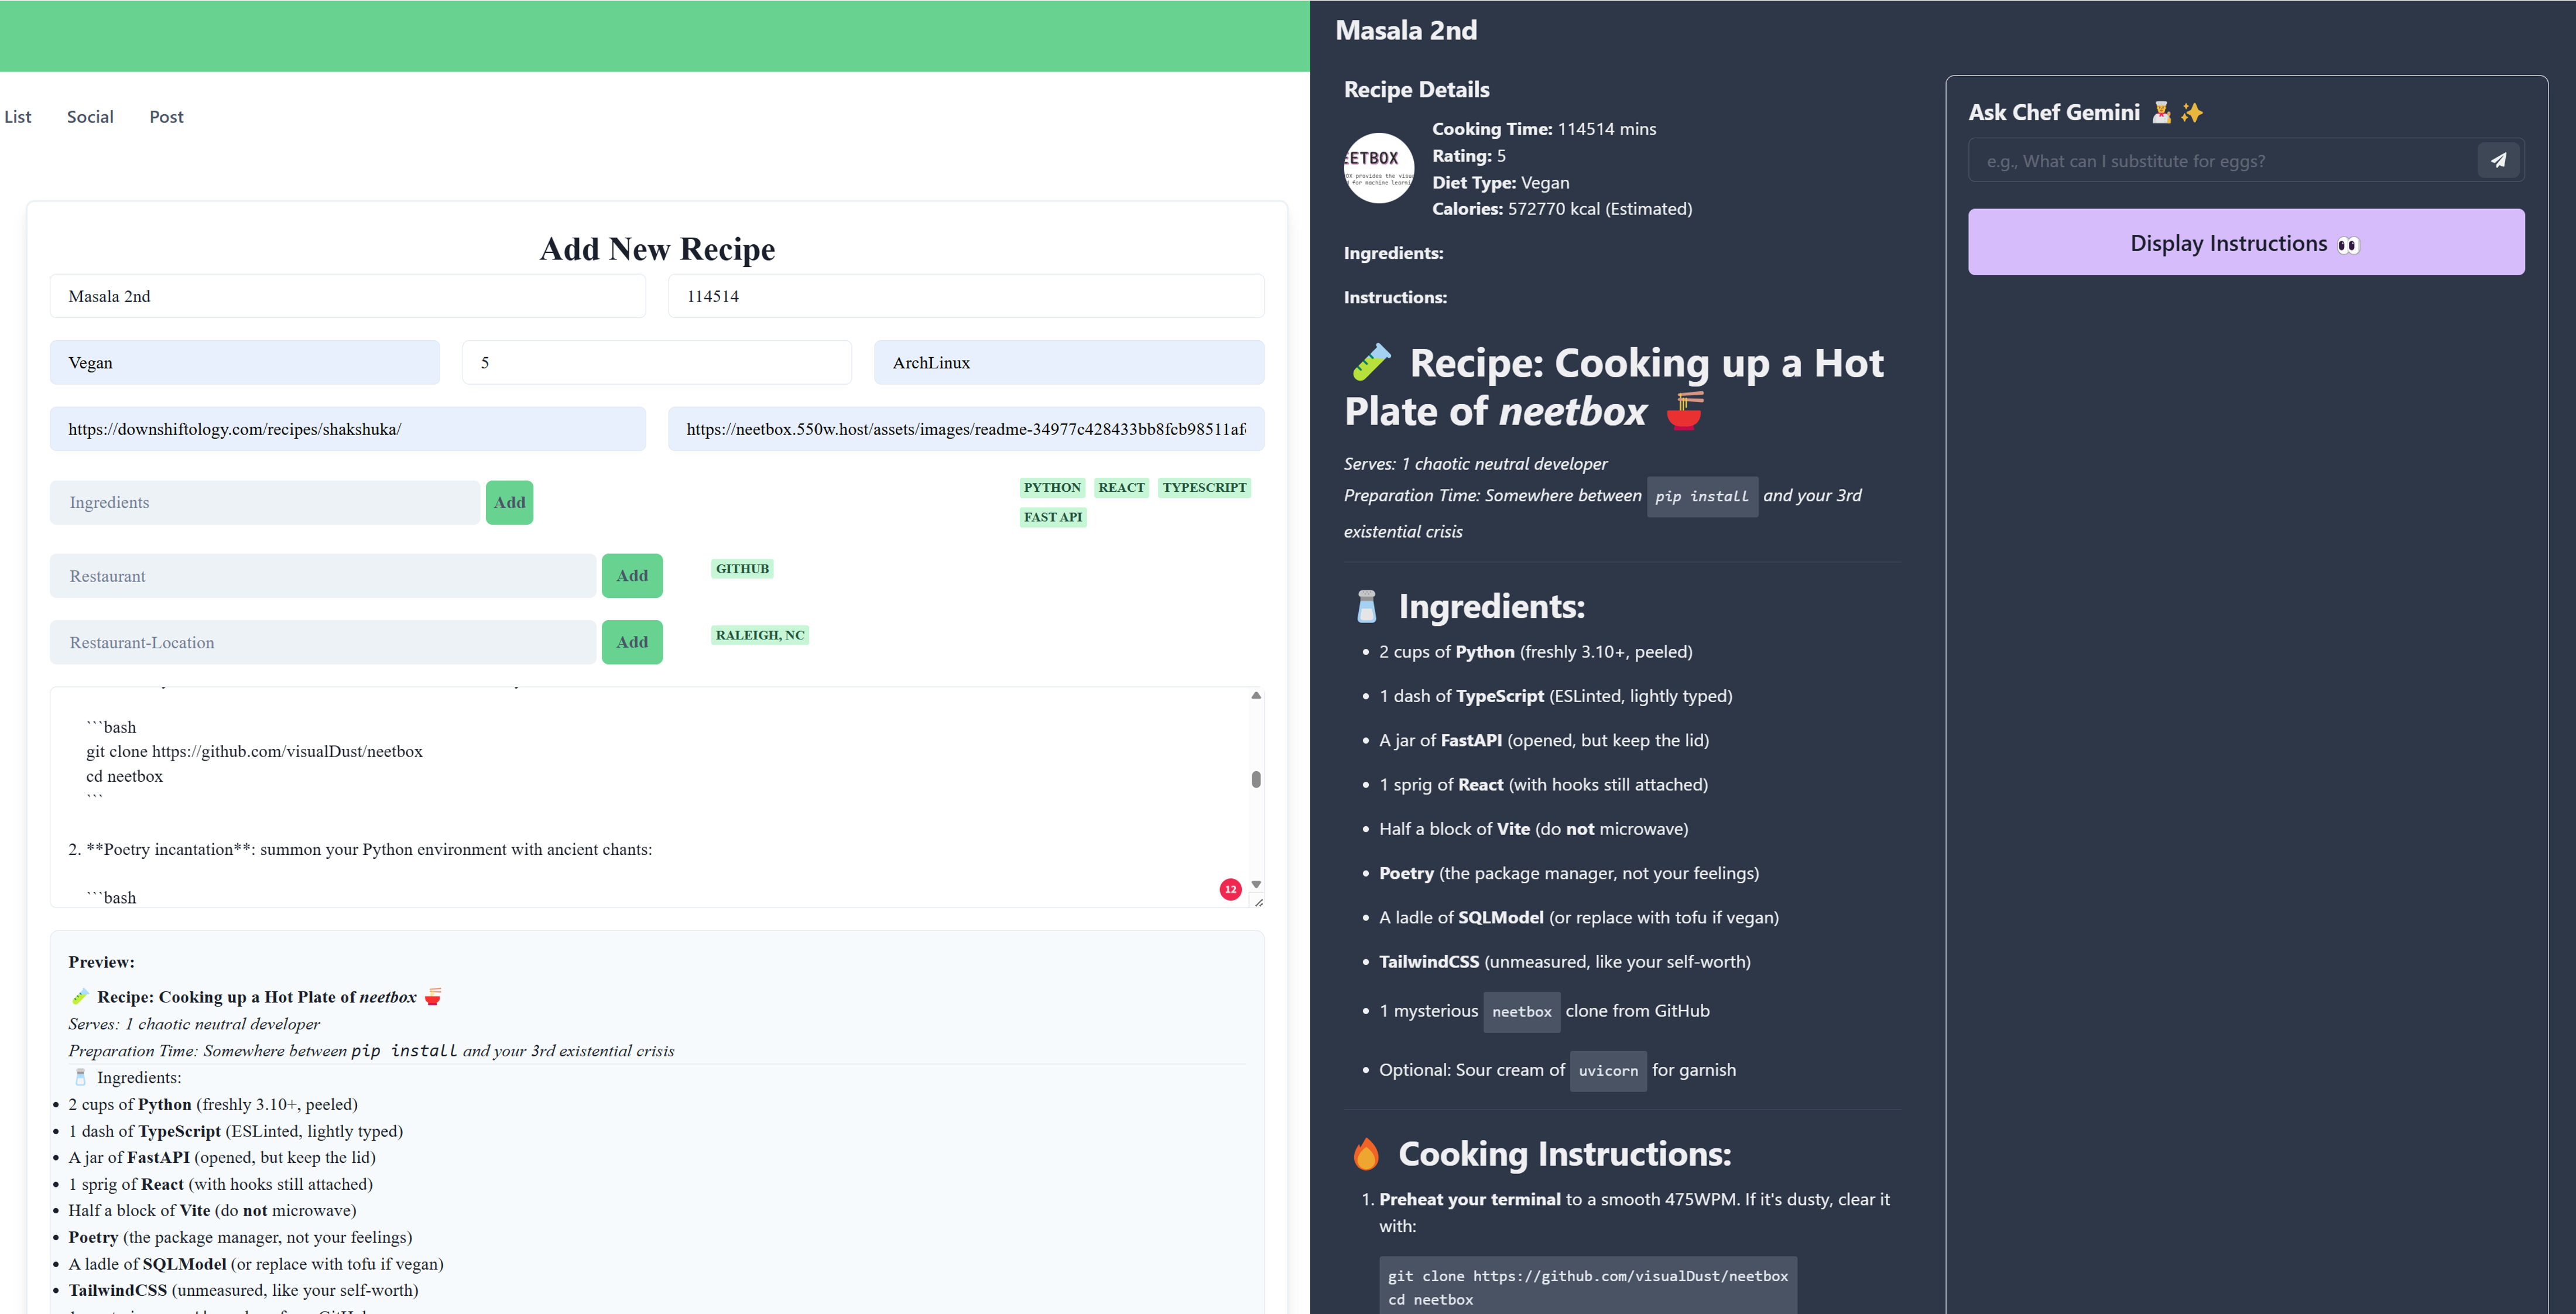 List Social Post
Add New Recipe
Masala 2nd
114514
Vegan
5
ArchLinux
https://downshiftology.com/recipes/shakshuka/
https://neetbox.550w.host/assets/images/readme-34977c428433bb8fcb98511af
Ingredients
Add
PYTHON REACT TYPESCRIPT
FAST API
Restaurant
Add
GITHUB
Restaurant-Location
Add
RALEIGH, NC
```bash
git clone https://github.com/visualDust/neetbox
cd neetbox
```
2. **Poetry incantation**: summon your Python environment with ancient chants:
```bash
12
Preview:
🧪 Recipe: Cooking up a Hot Plate of neetbox 🍜
Serves: 1 chaotic neutral developer
Preparation Time: Somewhere between pip install and your 3rd existential crisis
🧂 Ingredients:
• 2 cups of Python (freshly 3.10+, peeled)
• 1 dash of TypeScript (ESLinted, lightly typed)
• A jar of FastAPI (opened, but keep the lid)
• 1 sprig of React (with hooks still attached)
• Half a block of Vite (do not microwave)
• Poetry (the package manager, not your feelings)
• A ladle of SQLModel (or replace with tofu if vegan)
• TailwindCSS (unmeasured, like your self-worth)
Masala 2nd
Recipe Details
EETBOX
Cooking Time: 114514 mins
Rating: 5
Diet Type: Vegan
Calories: 572770 kcal (Estimated)
Ingredients:
Instructions:
🧪 Recipe: Cooking up a Hot
Plate of neetbox 🍜
Serves: 1 chaotic neutral developer
Preparation Time: Somewhere between pip install and your 3rd
existential crisis
🧂 Ingredients:
• 2 cups of Python (freshly 3.10+, peeled)
• 1 dash of TypeScript (ESLinted, lightly typed)
• A jar of FastAPI (opened, but keep the lid)
• 1 sprig of React (with hooks still attached)
• Half a block of Vite (do not microwave)
• Poetry (the package manager, not your feelings)
• A ladle of SQLModel (or replace with tofu if vegan)
• TailwindCSS (unmeasured, like your self-worth)
• 1 mysterious neetbox clone from GitHub
• Optional: Sour cream of uvicorn for garnish
🔥 Cooking Instructions:
1. Preheat your terminal to a smooth 475WPM. If it's dusty, clear it
with:
git clone https://github.com/visualDust/neetbox
cd neetbox
Ask Chef Gemini 👨‍🍳 ✨
e.g., What can I substitute for eggs?
Display Instructions 👀